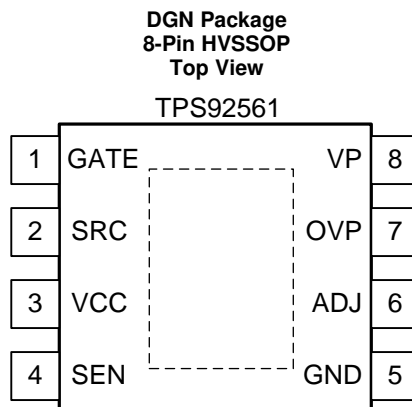 DGN Package
8-Pin HVSSOP
Top View
TPS92561
1 GATE VP 8
2 SRC OVP 7
3 VCC ADJ 6
4 SEN GND 5